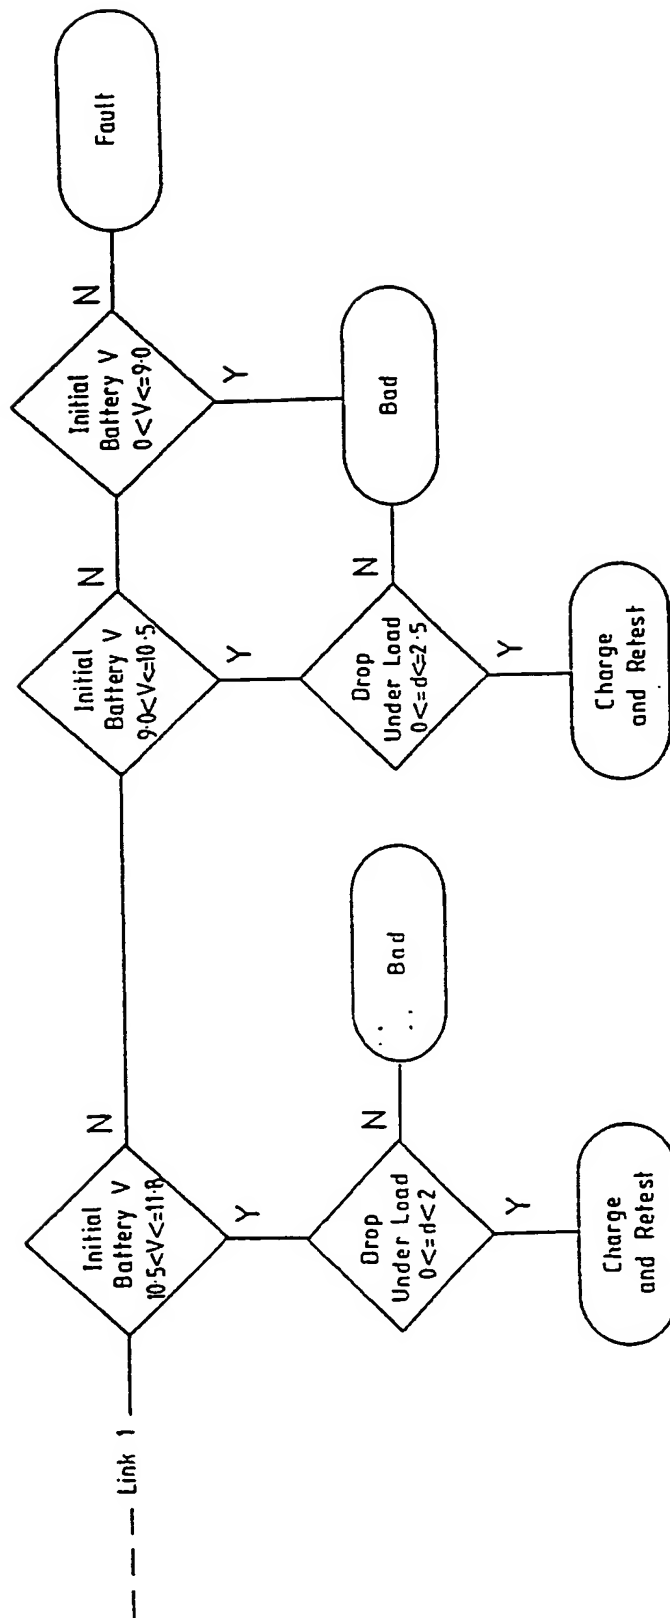 Link 1
Initial
Battery V
10·5<V<=11·8
N
Y
Drop
Under Load
0<=d<2
N
Bad
Y
Charge
and Retest
Initial
Battery V
9·0<V<=10·5
N
Y
Drop
Under Load
0<=d<=2·5
N
Bad
Y
Charge
and Retest
Initial
Battery V
0<V<=9·0
N
Y
Fault